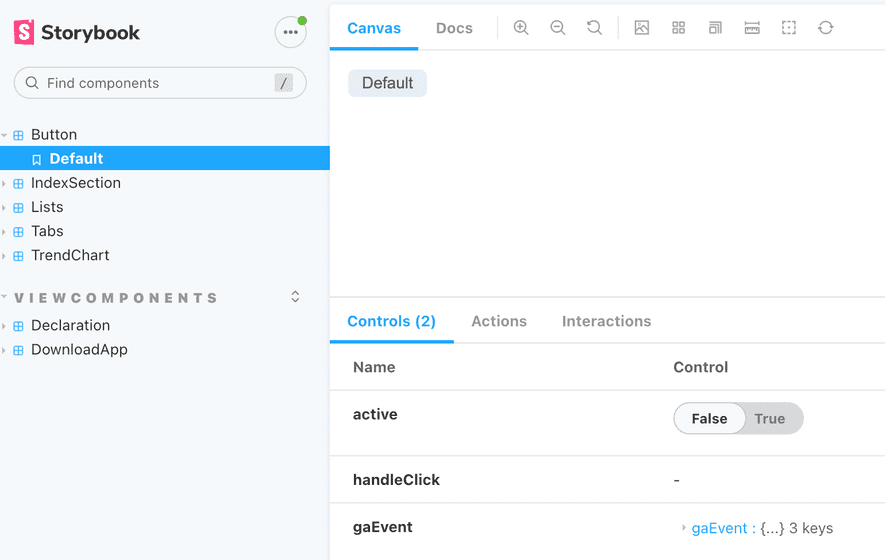 Storybook
Find components /
Button
Default
IndexSection
Lists
Tabs
TrendChart
VIEWCOMPONENTS
Declaration
DownloadApp
Canvas Docs
Default
Controls (2) Actions Interactions
Name Control
active False True
handleClick -
gaEvent gaEvent : {...} 3 keys